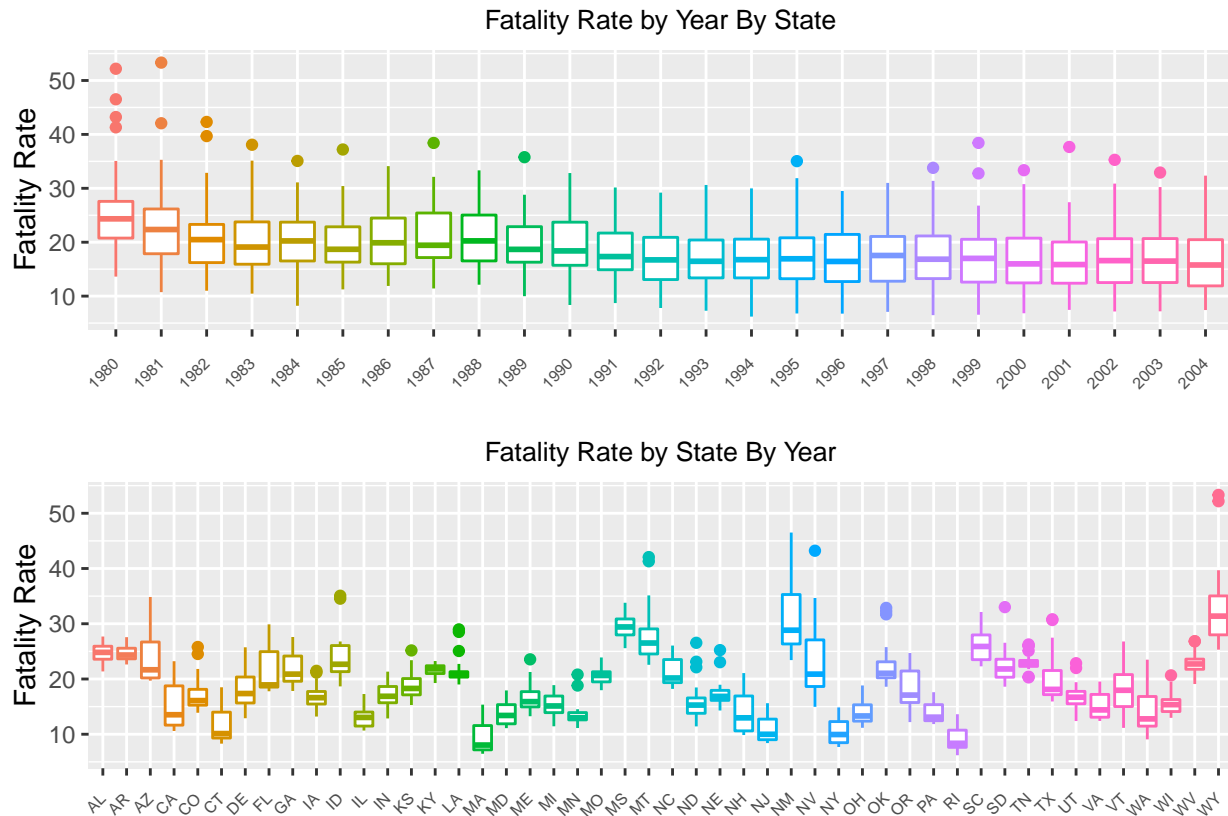 Fatality Rate by Year By State
Fatality Rate
50
40
30
20
10
1980 1981 1982 1983 1984 1985 1986 1987 1988 1989 1990 1991 1992 1993 1994 1995 1996 1997 1998 1999 2000 2001 2002 2003 2004
Fatality Rate by State By Year
Fatality Rate
50
40
30
20
10
AL AR AZ CA CO CT DE FL GA IA ID IL IN KS KY LA MA MD ME MI MN MO MS MT NC ND NE NH NJ NM NV NY OH OK OR PA RI SC SD TN TX UT VA VT WA WI WV WY